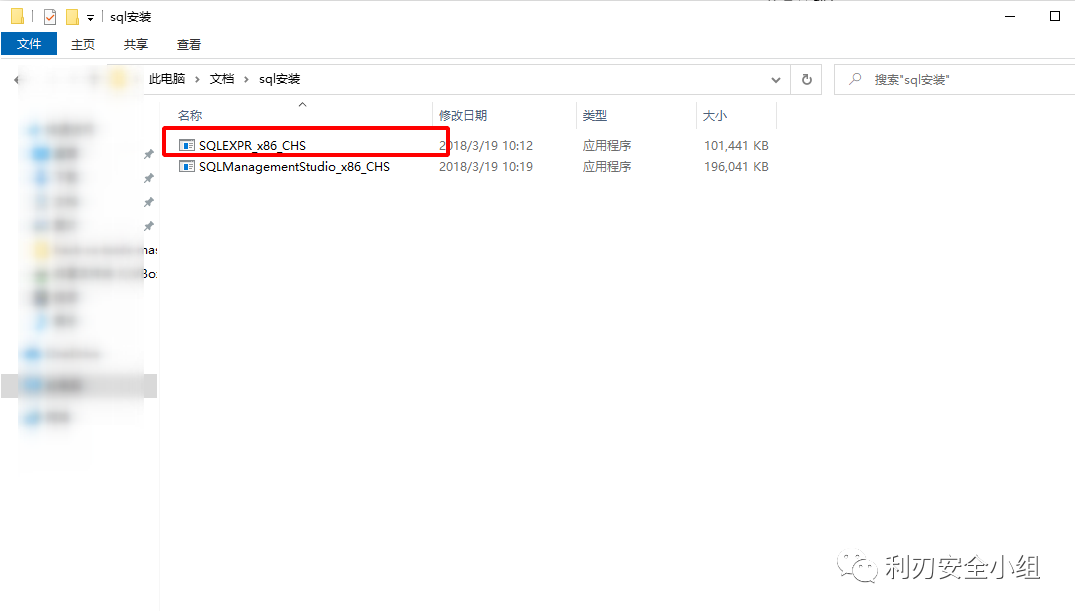 sql安装
文件 主页 共享 查看
此电脑 › 文档 › sql安装 搜索"sql安装"
名称 修改日期 类型 大小
SQLEXPR_x86_CHS 2018/3/19 10:12 应用程序 101,441 KB
SQLManagementStudio_x86_CHS 2018/3/19 10:19 应用程序 196,041 KB
利刃安全小组